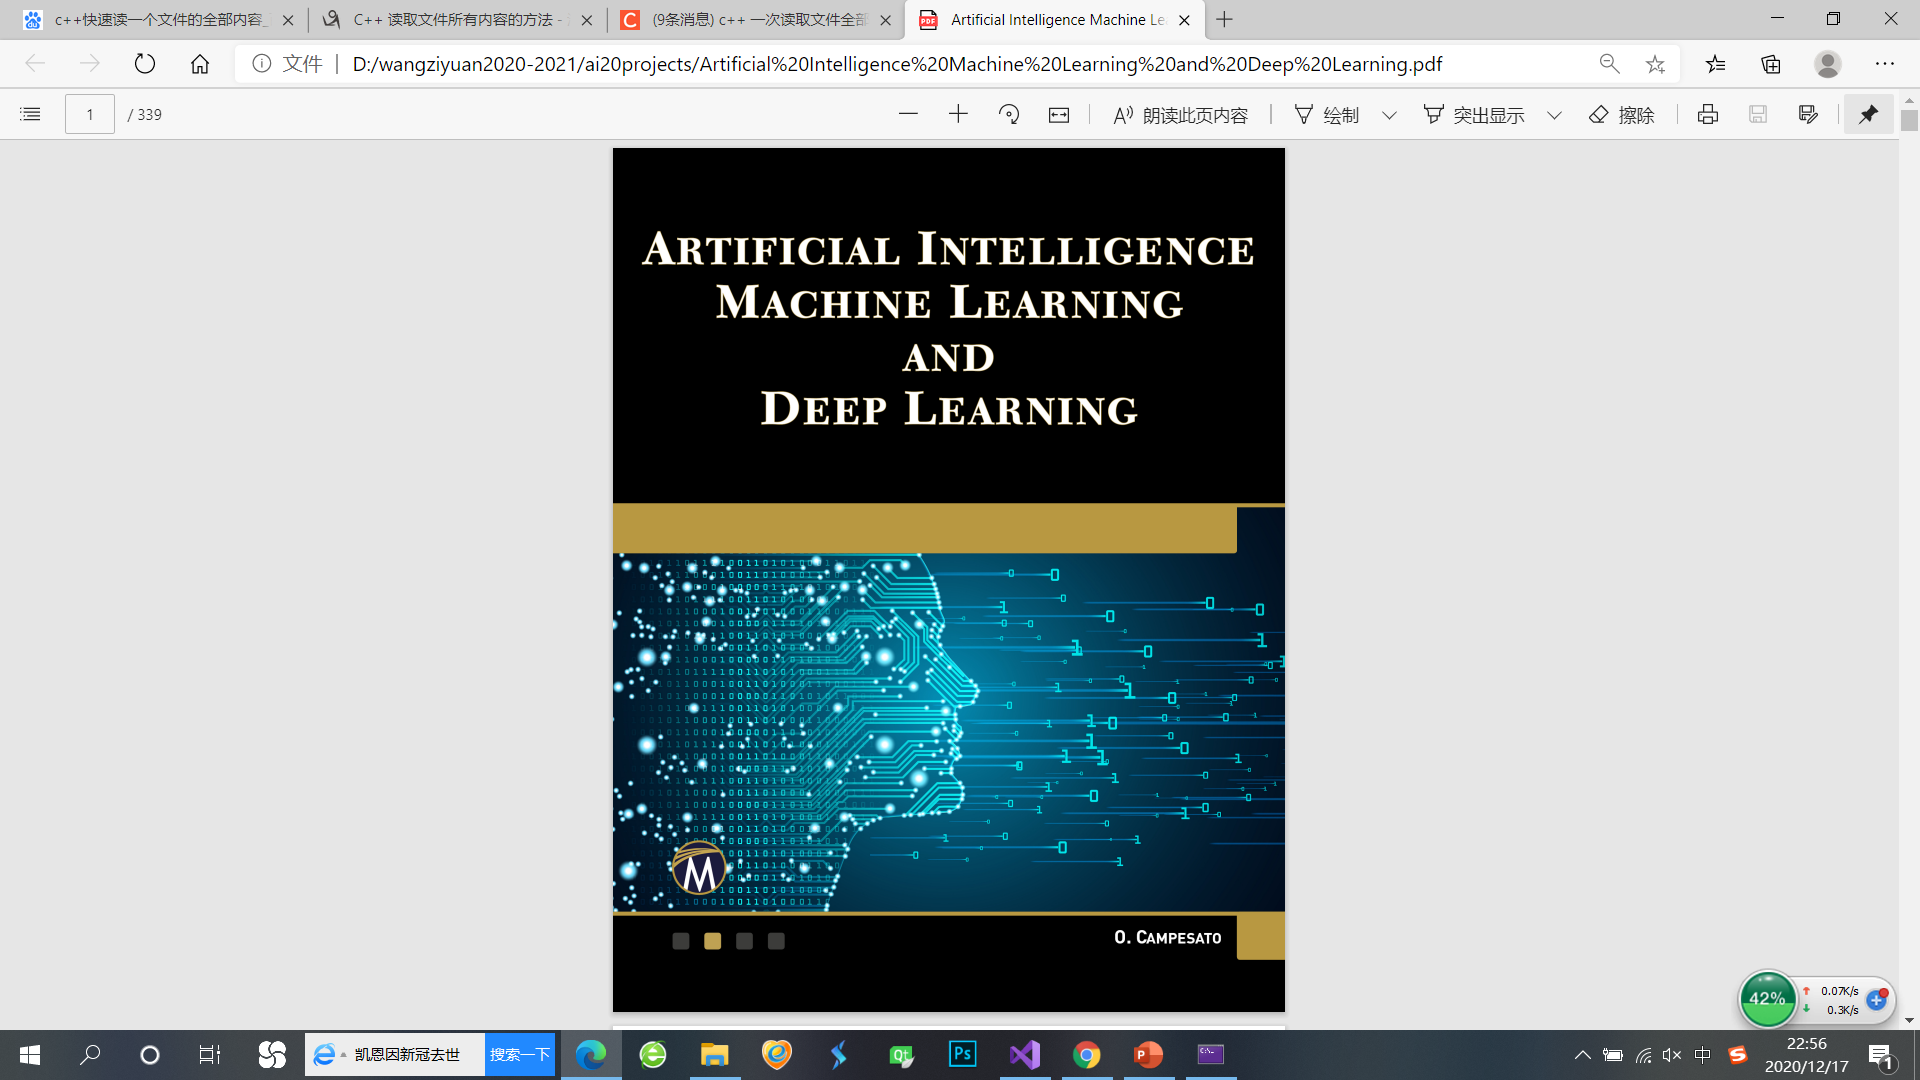 c++快速读一个文件的全部内容_
C++ 读取文件所有内容的方法 -
(9条消息) c++ 一次读取文件全部
Artificial Intelligence Machine Le
文件
D:/wangziyuan2020-2021/ai20projects/Artificial%20Intelligence%20Machine%20Learning%20and%20Deep%20Learning.pdf
1 / 339
朗读此页内容
绘制
突出显示
擦除
ARTIFICIAL INTELLIGENCE
MACHINE LEARNING
AND
DEEP LEARNING
M
O. CAMPESATO
42%
0.07K/s
0.3K/s
凯恩因新冠去世
搜索一下
中
22:56
2020/12/17
1